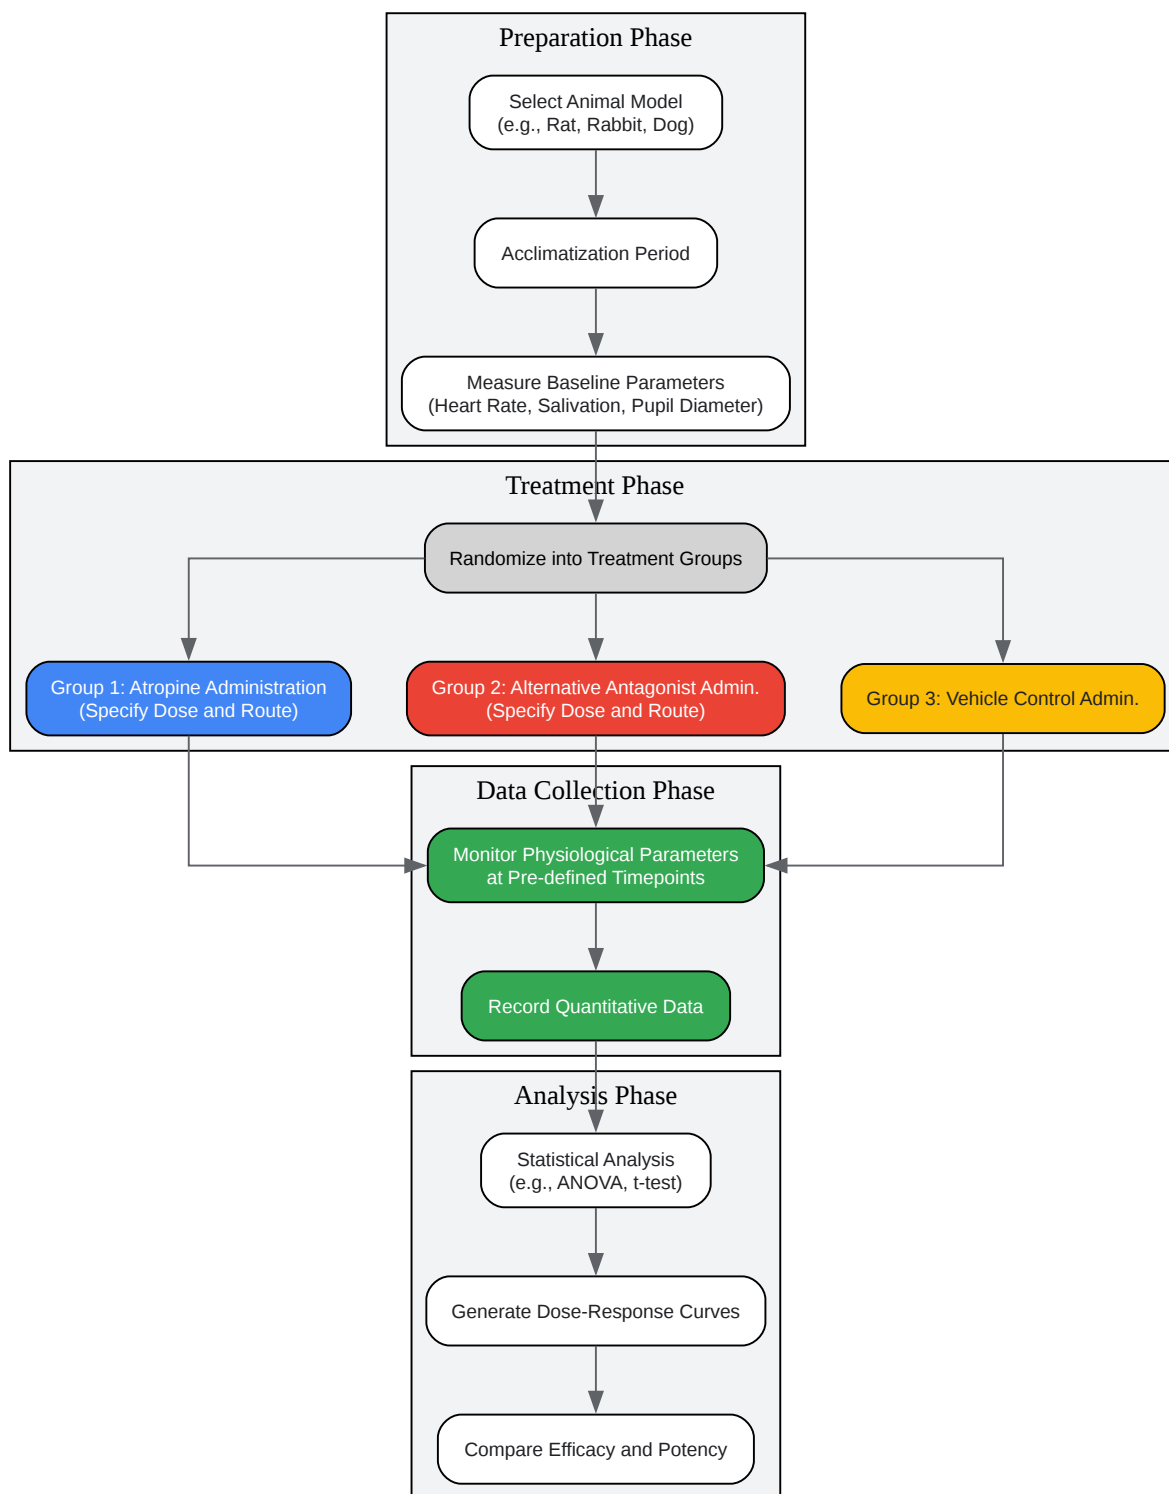 Preparation Phase
Select Animal Model
(e.g., Rat, Rabbit, Dog)
Acclimatization Period
Measure Baseline Parameters
(Heart Rate, Salivation, Pupil Diameter)
Treatment Phase
Randomize into Treatment Groups
Group 1: Atropine Administration
(Specify Dose and Route)
Group 2: Alternative Antagonist Admin.
(Specify Dose and Route)
Group 3: Vehicle Control Admin.
Data Collection Phase
Monitor Physiological Parameters
at Pre-defined Timepoints
Record Quantitative Data
Analysis Phase
Statistical Analysis
(e.g., ANOVA, t-test)
Generate Dose-Response Curves
Compare Efficacy and Potency